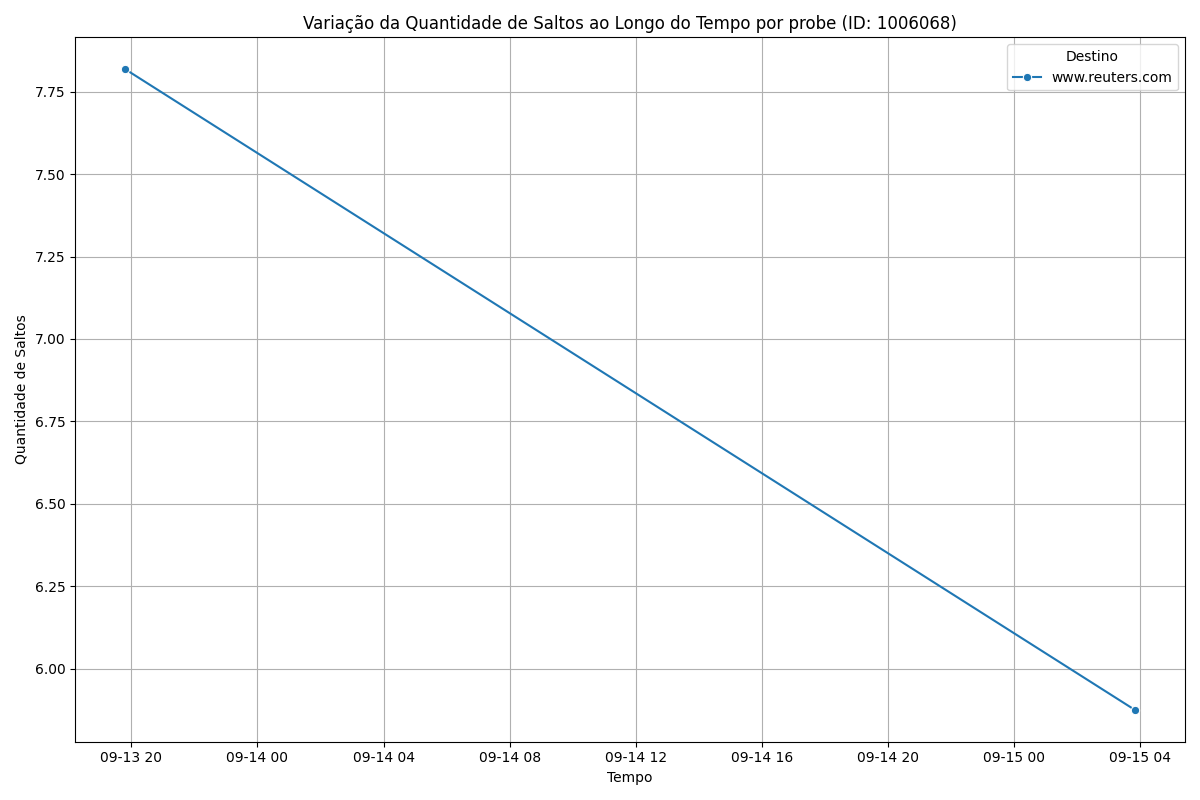 Variação da Quantidade de Saltos ao Longo do Tempo por probe (ID: 1006068)
Destino
www.reuters.com
Quantidade de Saltos
7.75
7.50
7.25
7.00
6.75
6.50
6.25
6.00
09-13 20 09-14 00 09-14 04 09-14 08 09-14 12 09-14 16 09-14 20 09-15 00 09-15 04
Tempo